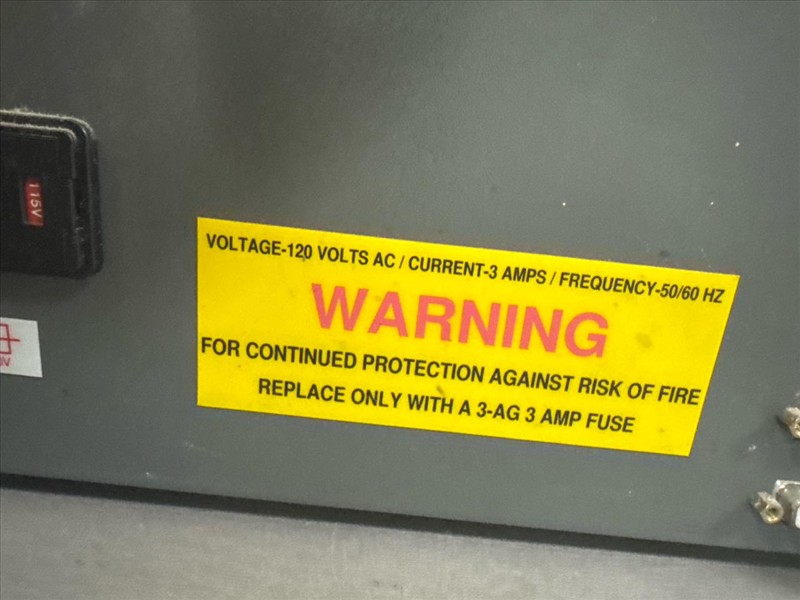 115V
VOLTAGE-120 VOLTS AC / CURRENT-3 AMPS / FREQUENCY-50/60 HZ
WARNING
FOR CONTINUED PROTECTION AGAINST RISK OF FIRE
REPLACE ONLY WITH A 3-AG 3 AMP FUSE